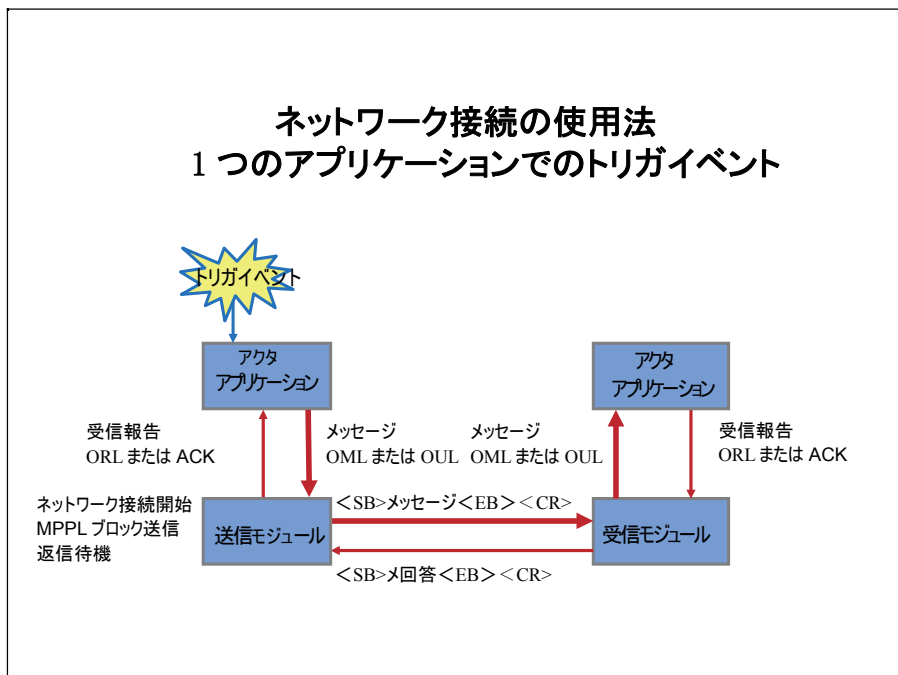 ネットワーク接続の使用法
1 つのアプリケーションでのトリガイベント
トリガイベント
アクタ
アプリケーション
アクタ
アプリケーション
受信報告
ORL または ACK
メッセージ
OML または OUL
メッセージ
OML または OUL
受信報告
ORL または ACK
ネットワーク接続開始
MPPL ブロック送信
返信待機
送信モジュール
<SB>メッセージ<EB><CR>
受信モジュール
<SB>メ回答<EB><CR>